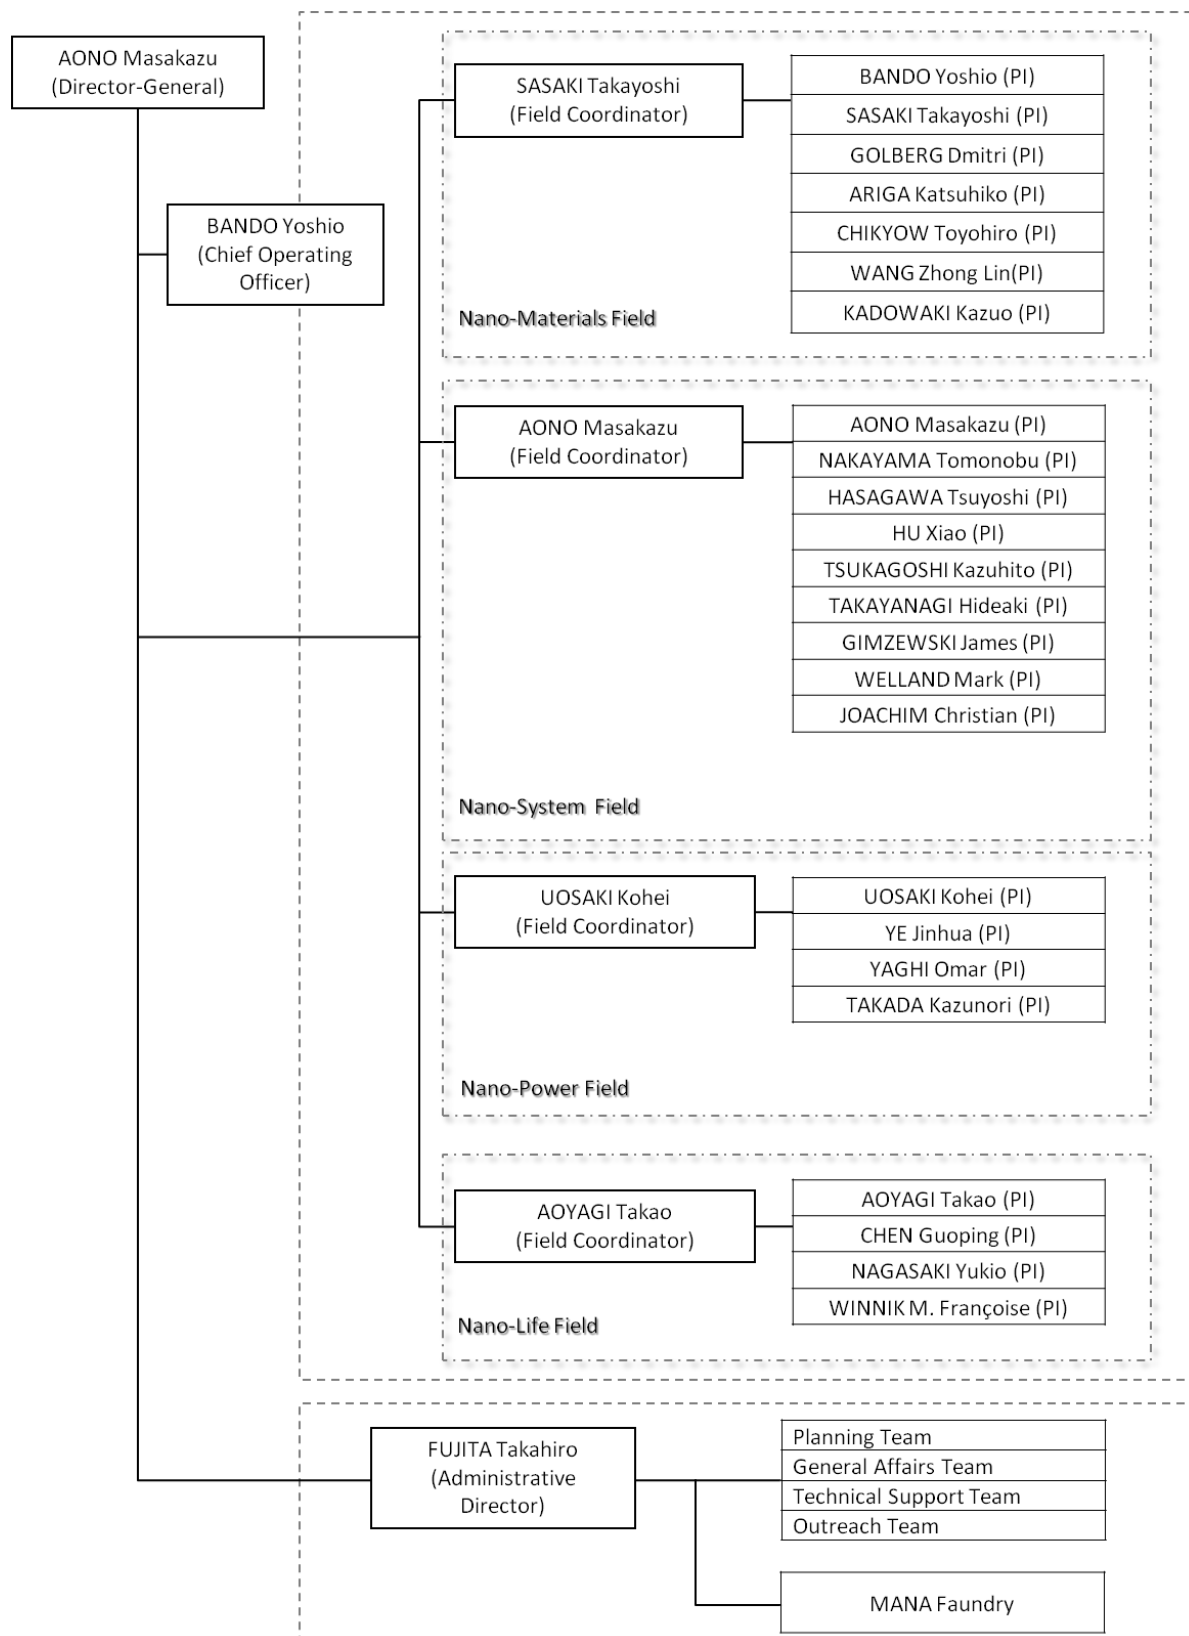 AONO Masakazu
(Director-General)
BANDO Yoshio
(Chief Operating
Officer)
SASAKI Takayoshi
(Field Coordinator)
BANDO Yoshio (PI)
SASAKI Takayoshi (PI)
GOLBERG Dmitri (PI)
ARIGA Katsuhiko (PI)
CHIKYOW Toyohiro (PI)
WANG Zhong Lin(PI)
KADOWAKI Kazuo (PI)
Nano-Materials Field
AONO Masakazu
(Field Coordinator)
AONO Masakazu (PI)
NAKAYAMA Tomonobu (PI)
HASAGAWA Tsuyoshi (PI)
HU Xiao (PI)
TSUKAGOSHI Kazuhito (PI)
TAKAYANAGI Hideaki (PI)
GIMZEWSKI James (PI)
WELLAND Mark (PI)
JOACHIM Christian (PI)
Nano-System Field
UOSAKI Kohei
(Field Coordinator)
UOSAKI Kohei (PI)
YE Jinhua (PI)
YAGHI Omar (PI)
TAKADA Kazunori (PI)
Nano-Power Field
AOYAGI Takao
(Field Coordinator)
AOYAGI Takao (PI)
CHEN Guoping (PI)
NAGASAKI Yukio (PI)
WINNIK M. Françoise (PI)
Nano-Life Field
FUJITA Takahiro
(Administrative
Director)
Planning Team
General Affairs Team
Technical Support Team
Outreach Team
MANA Faundry